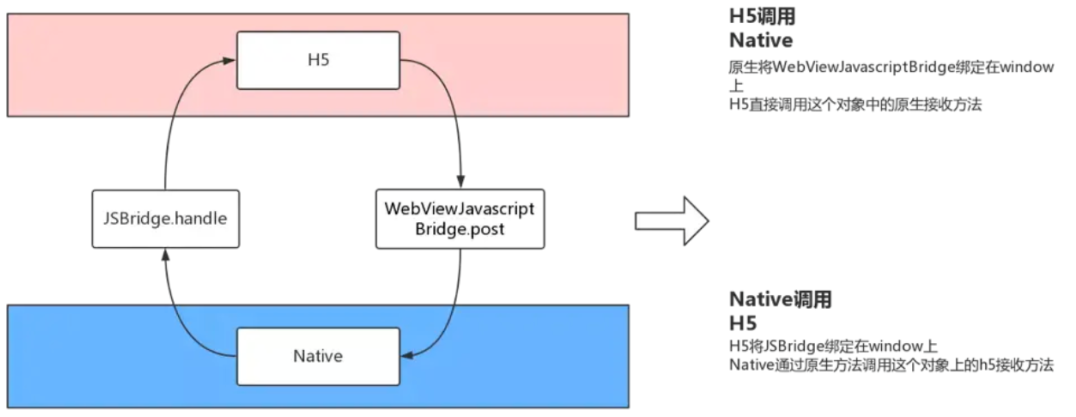 H5
JSBridge.handle
WebViewJavascript
Bridge.post
Native
H5调用
Native
原生将WebViewJavascriptBridge绑定在window
上
H5直接调用这个对象中的原生接收方法
Native调用
H5
H5将JSBridge绑定在window上
Native通过原生方法调用这个对象上的h5接收方法